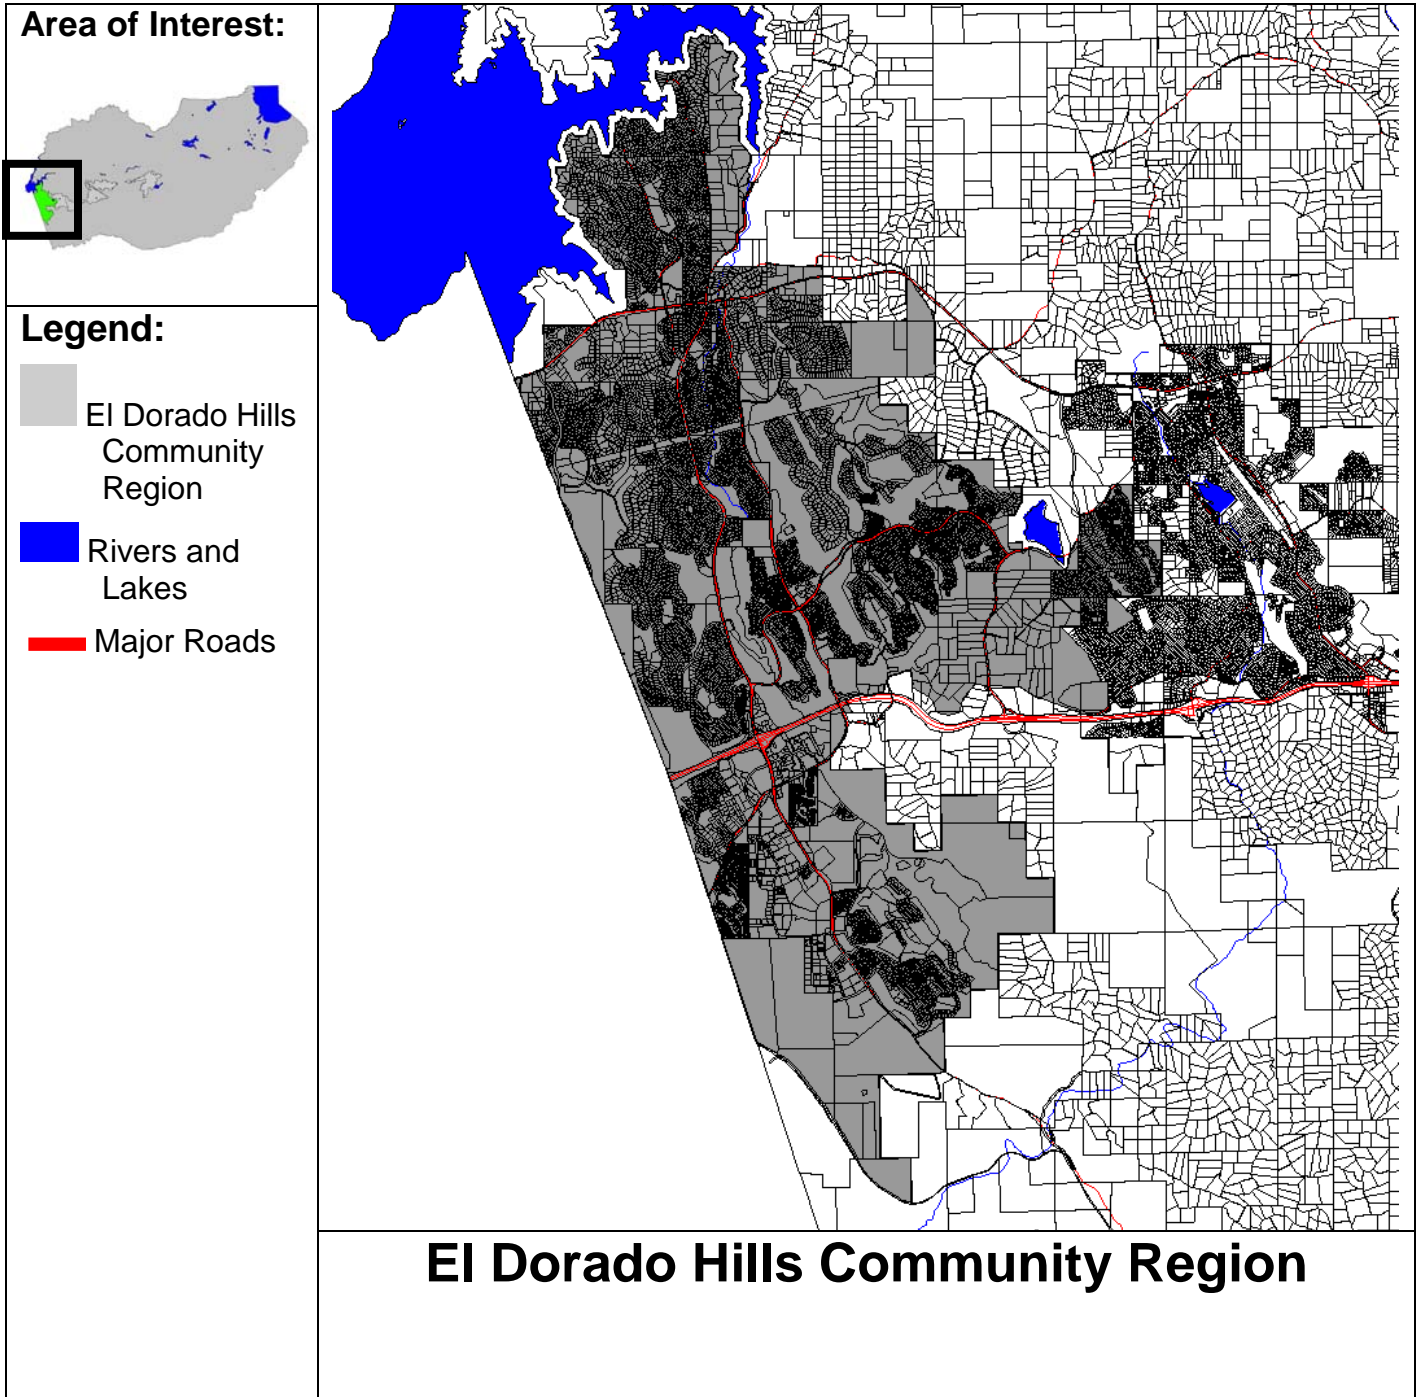 Area of Interest:
Legend:
El Dorado Hills
Community
Region
Rivers and
Lakes
Major Roads
El Dorado Hills Community Region